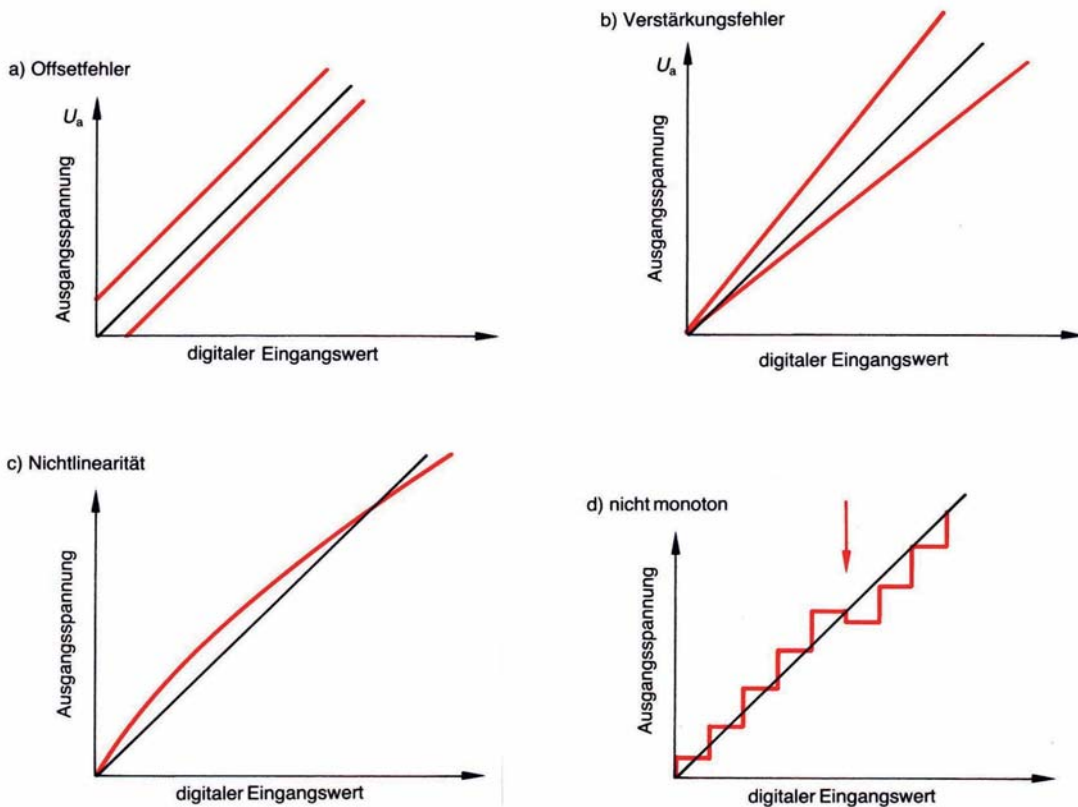 a) Offsetfehler
Uₐ
Ausgangsspannung
digitaler Eingangswert
b) Verstärkungsfehler
Uₐ
Ausgangsspannung
digitaler Eingangswert
c) Nichtlinearität
Ausgangsspannung
digitaler Eingangswert
d) nicht monoton
Ausgangsspannung
digitaler Eingangswert